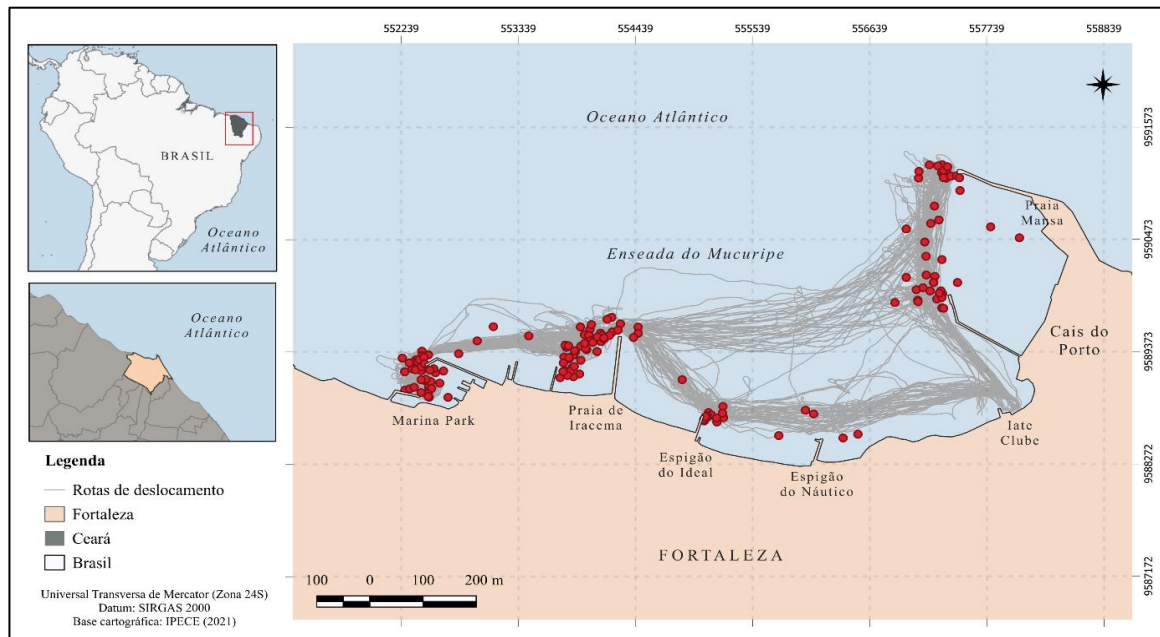 552239
553339
554439
555539
556639
557739
558839
BRASIL
Oceano
Atlântico
Oceano
Atlântico
Oceano Atlântico
Enseada do Mucuripe
Praia
Mansa
Cais do
Porto
Marina Park
Praia de
Iracema
Espigão
do Ideal
Espigão
do Náutico
Iate
Clube
FORTALEZA
9591573
9590473
9589373
9588272
9587172
100 0 100 200 m
Legenda
Rotas de deslocamento
Fortaleza
Ceará
Brasil
Universal Transversa de Mercator (Zona 24S)
Datum: SIRGAS 2000
Base cartográfica: IPECE (2021)